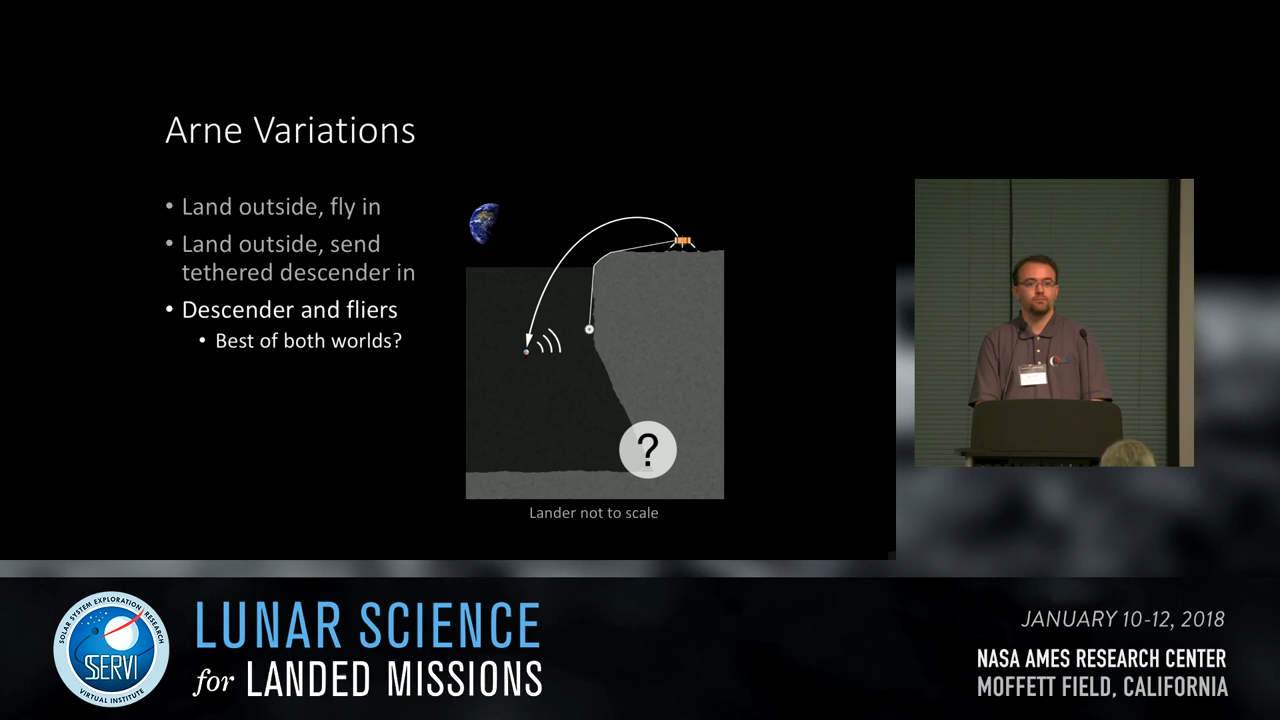 Arne Variations
• Land outside, fly in
• Land outside, send
tethered descender in
• Descender and fliers
• Best of both worlds?
?
Lander not to scale
SOLAR SYSTEM EXPLORATION RESEARCH
SSERVI
VIRTUAL INSTITUTE
LUNAR SCIENCE
for LANDED MISSIONS
JANUARY 10-12, 2018
NASA AMES RESEARCH CENTER
MOFFETT FIELD, CALIFORNIA